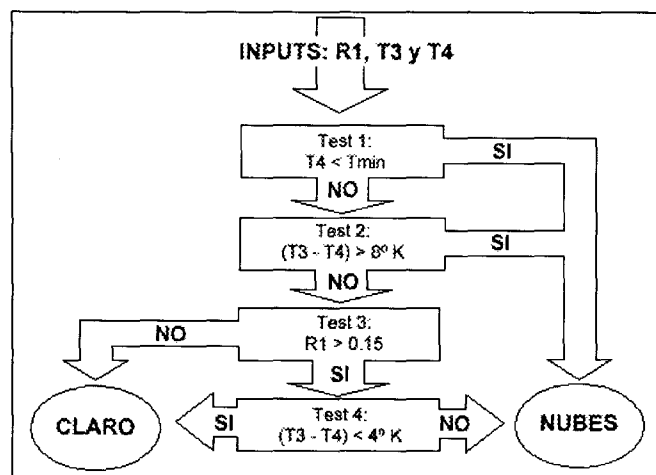 INPUTS: R1, T3 y T4
Test 1:
T4 < Tmin
SI
NO
Test 2:
(T3 - T4) > 8º K
SI
NO
Test 3:
R1 > 0.15
NO
SI
CLARO
SI
Test 4:
(T3 - T4) < 4º K
NO
NUBES